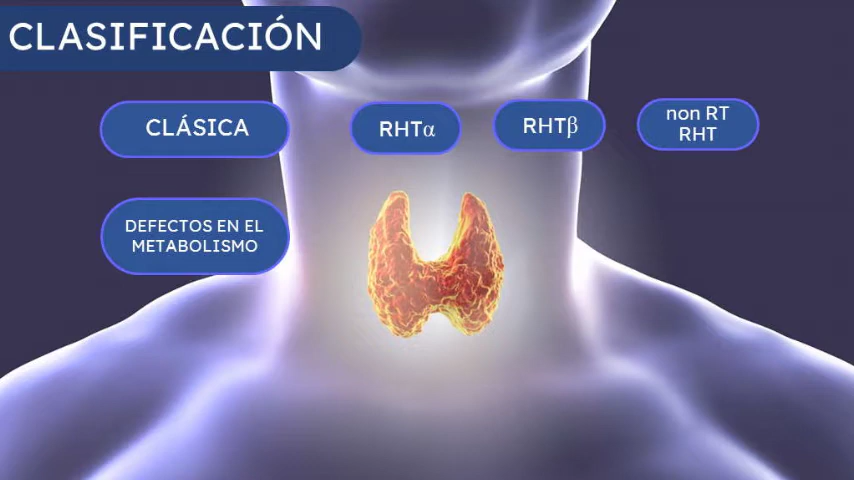 CLASIFICACIÓN
CLÁSICA
RHTα
RHTβ
non RT
RHT
DEFECTOS EN EL
METABOLISMO